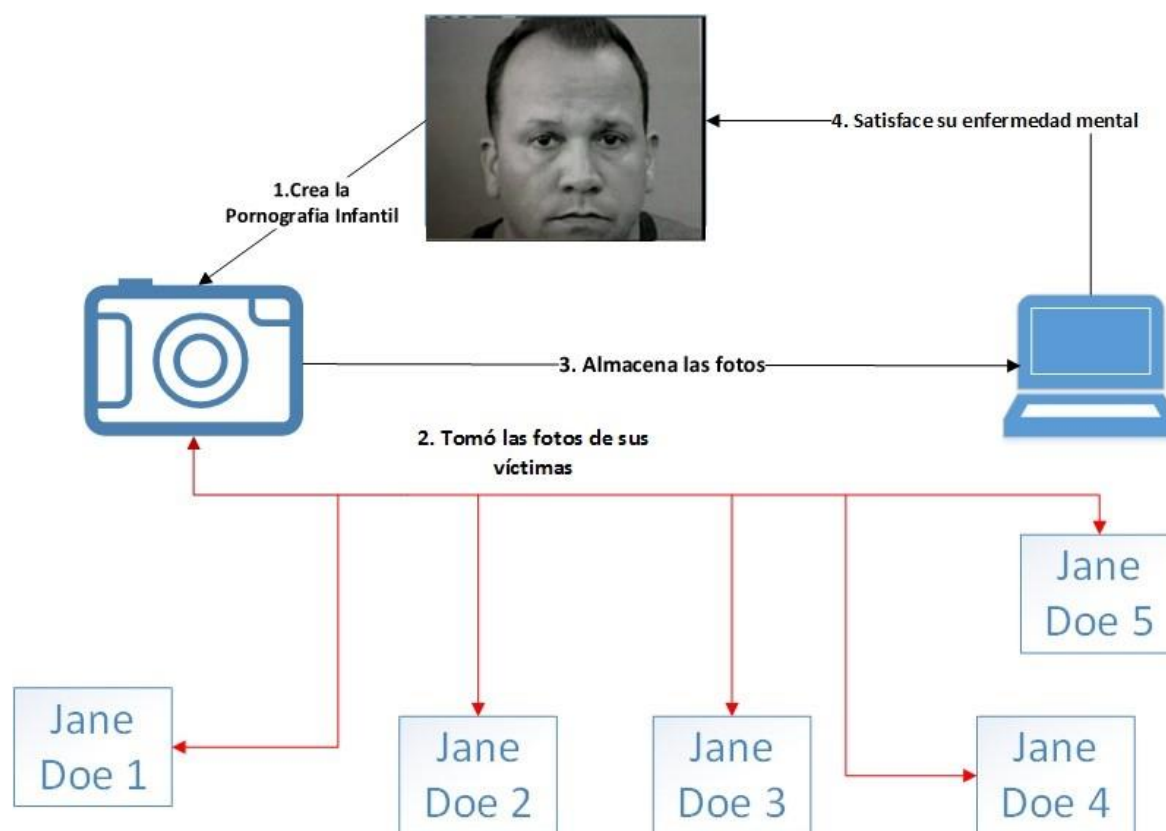 4. Satisface su enfermedad mental
1.Crea la
Pornografia Infantil
3. Almacena las fotos
2. Tomó las fotos de sus
víctimas
Jane
Doe 5
Jane
Doe 1
Jane
Doe 2
Jane
Doe 3
Jane
Doe 4